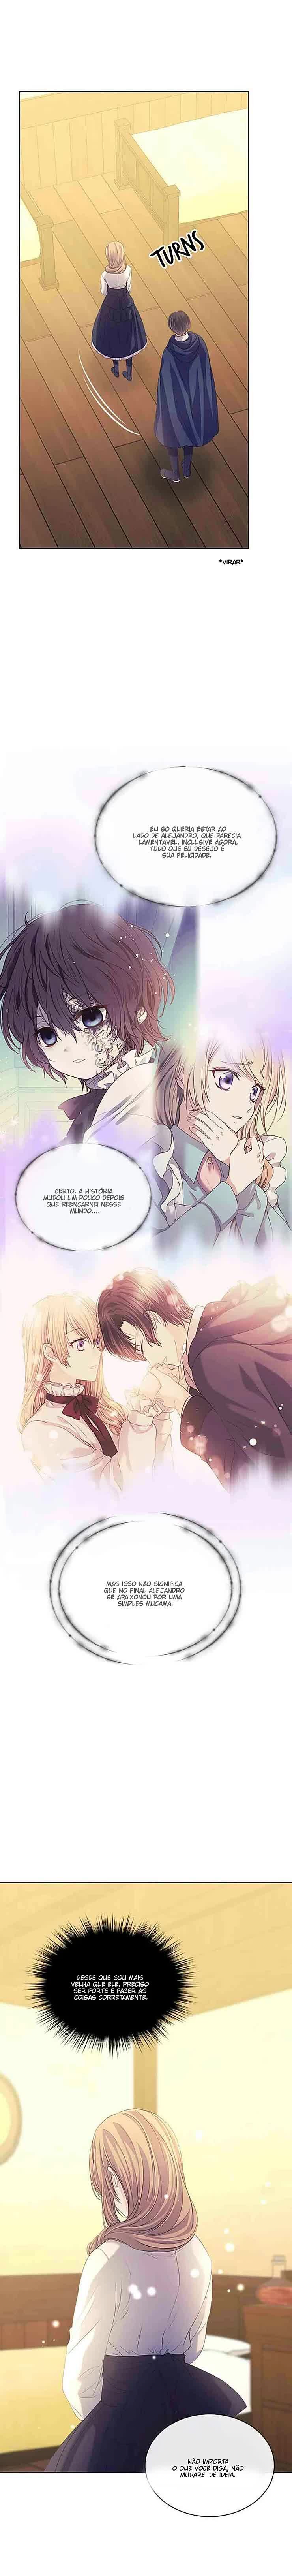 TURNS
*VIRAR*
EU SÓ QUERIA ESTAR AO
LADO DE ALEJANDRO, QUE PARECIA
LAMENTÁVEL, INCLUSIVE AGORA,
TUDO QUE EU DESEJO É
SUA FELICIDADE.
CERTO, A HISTÓRIA
MUDOU UM POUCO DEPOIS
QUE REENCARNEI NESSE
MUNDO....
MAS ISSO NÃO SIGNIFICA
QUE NO FINAL ALEJANDRO
SE APAIXONOU POR UMA
SIMPLES MUCAMA.
DESDE QUE SOU MAIS
VELHA QUE ELE, PRECISO
SER FORTE E FAZER AS
COISAS CORRETAMENTE.
NÃO IMPORTA
O QUE VOCÊ DIGA, NÃO
MUDAREI DE IDÉIA.